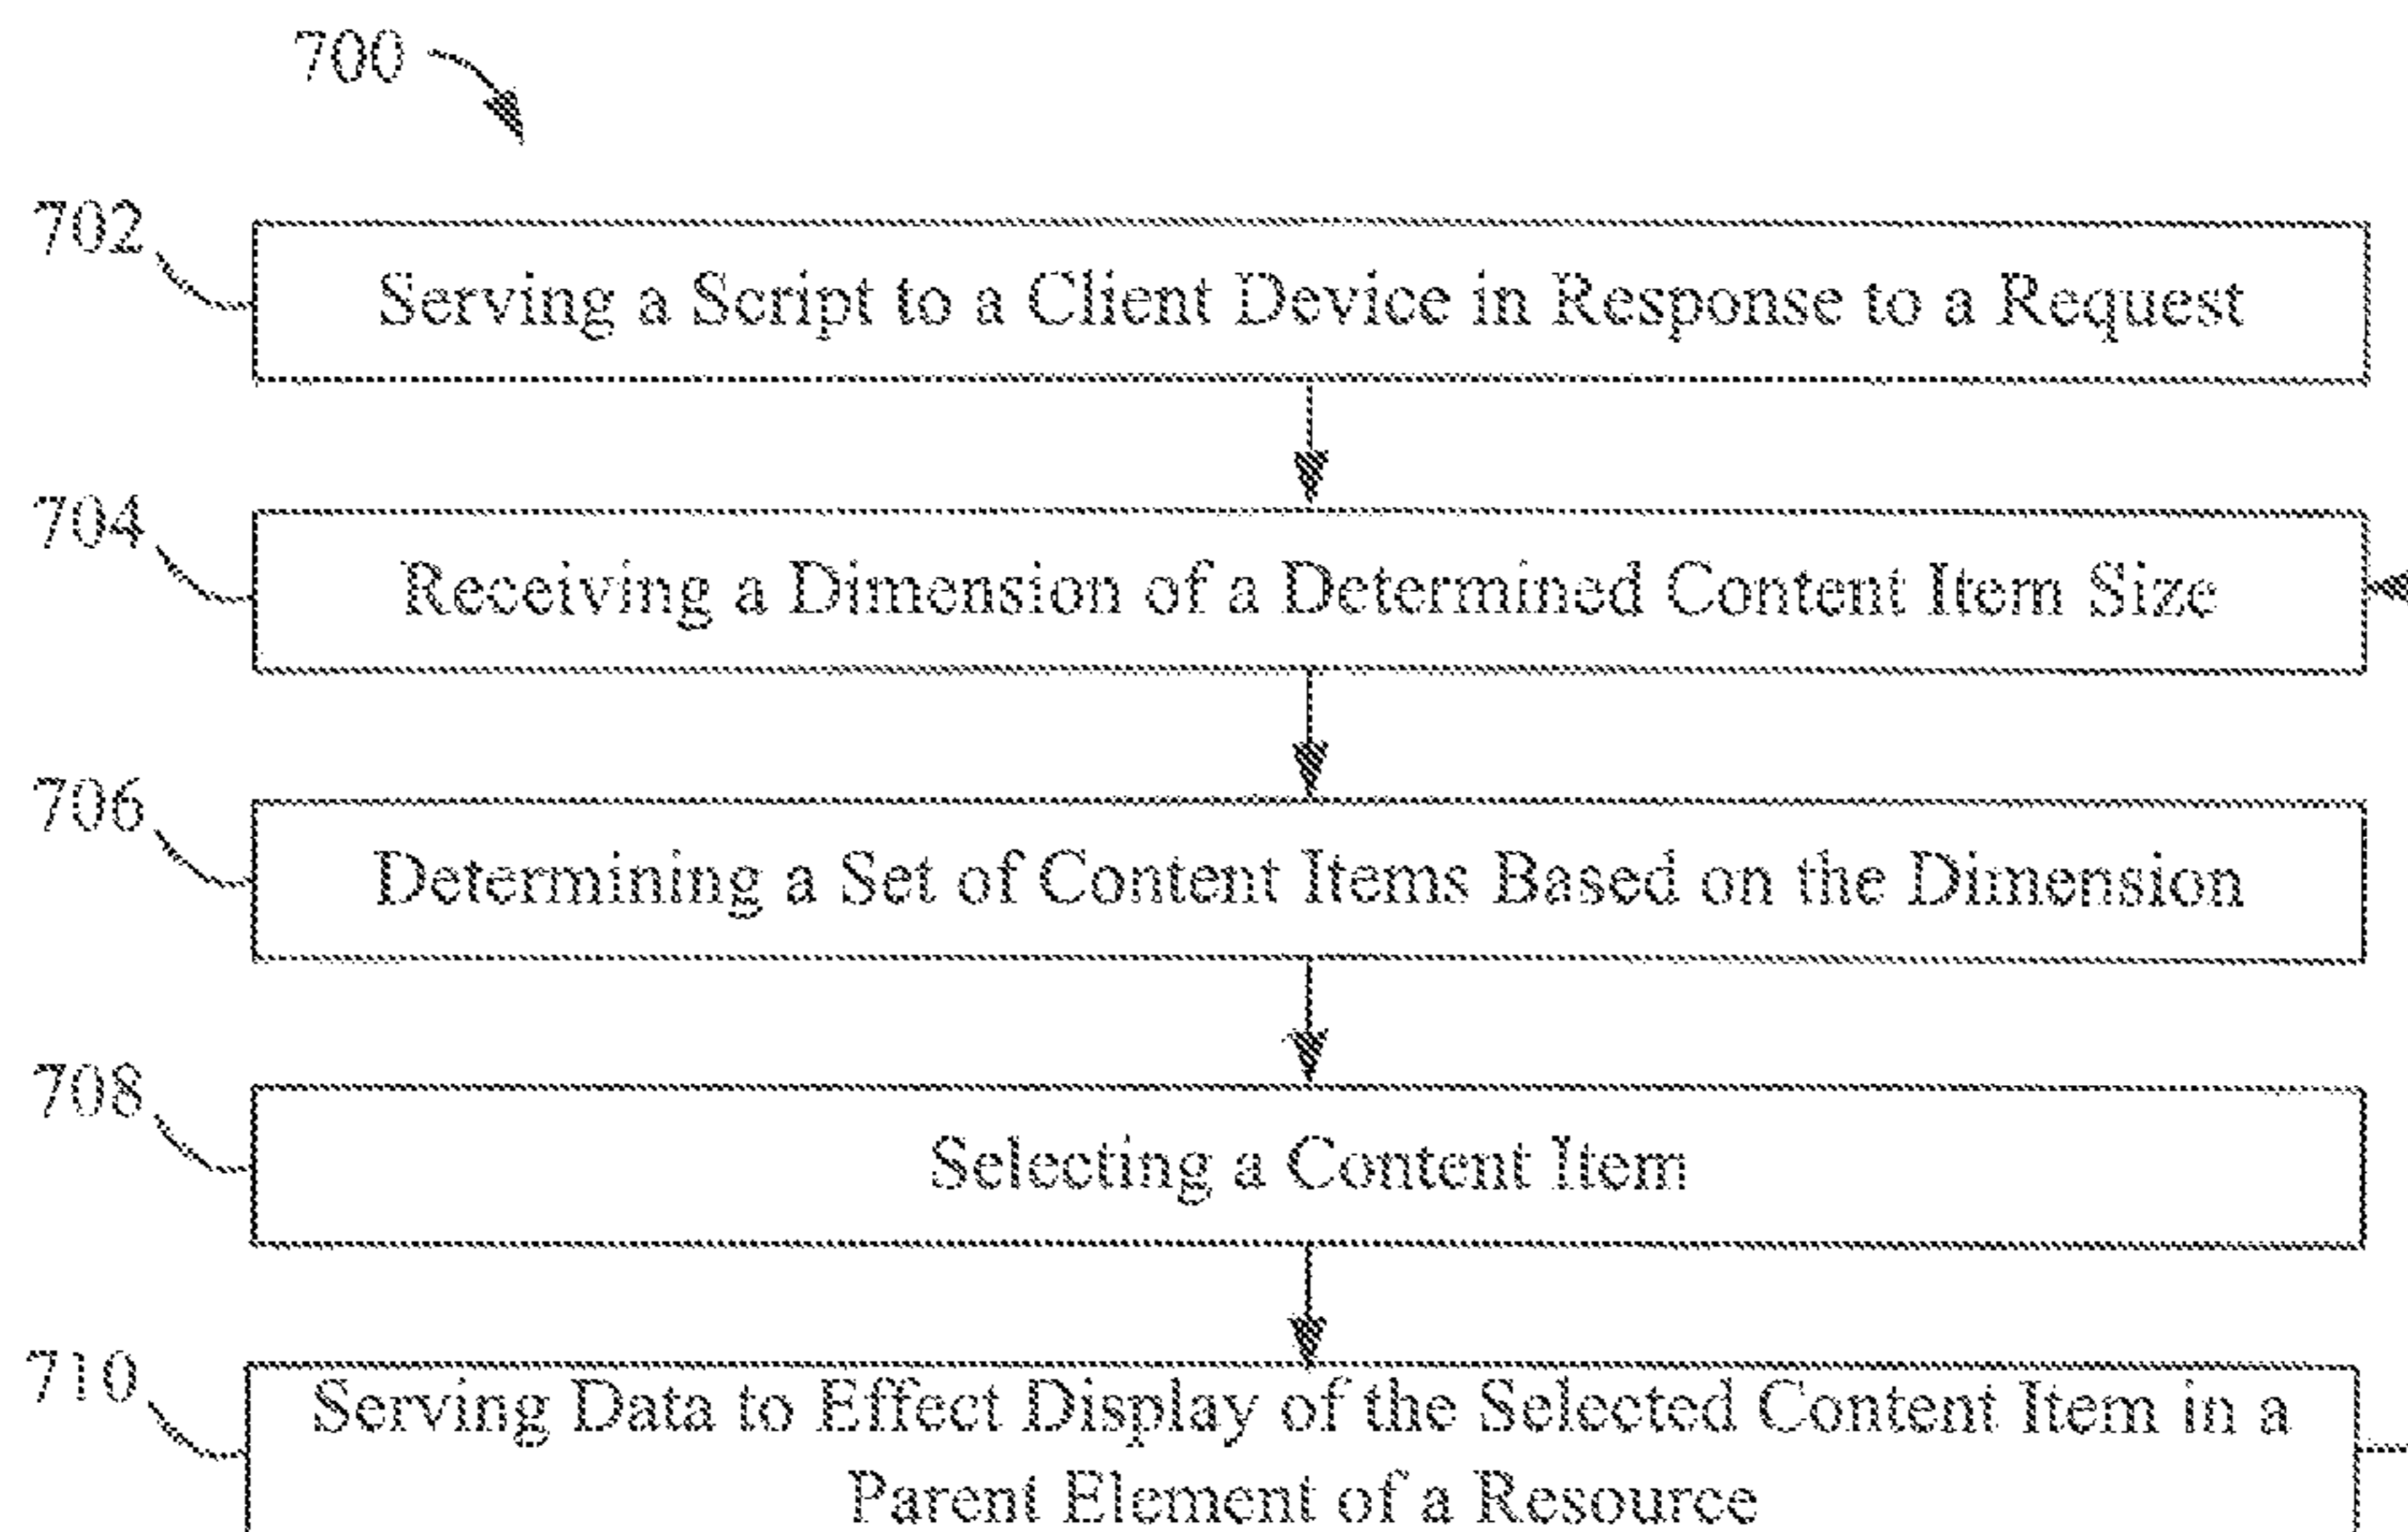 700
702
Serving a Script to a Client Device in Response to a Request
704
Receiving a Dimension of a Determined Content Item Size
706
Determining a Set of Content Items Based on the Dimension
708
Selecting a Content Item
710
Serving Data to Effect Display of the Selected Content Item in a
Parent Element of a Resource